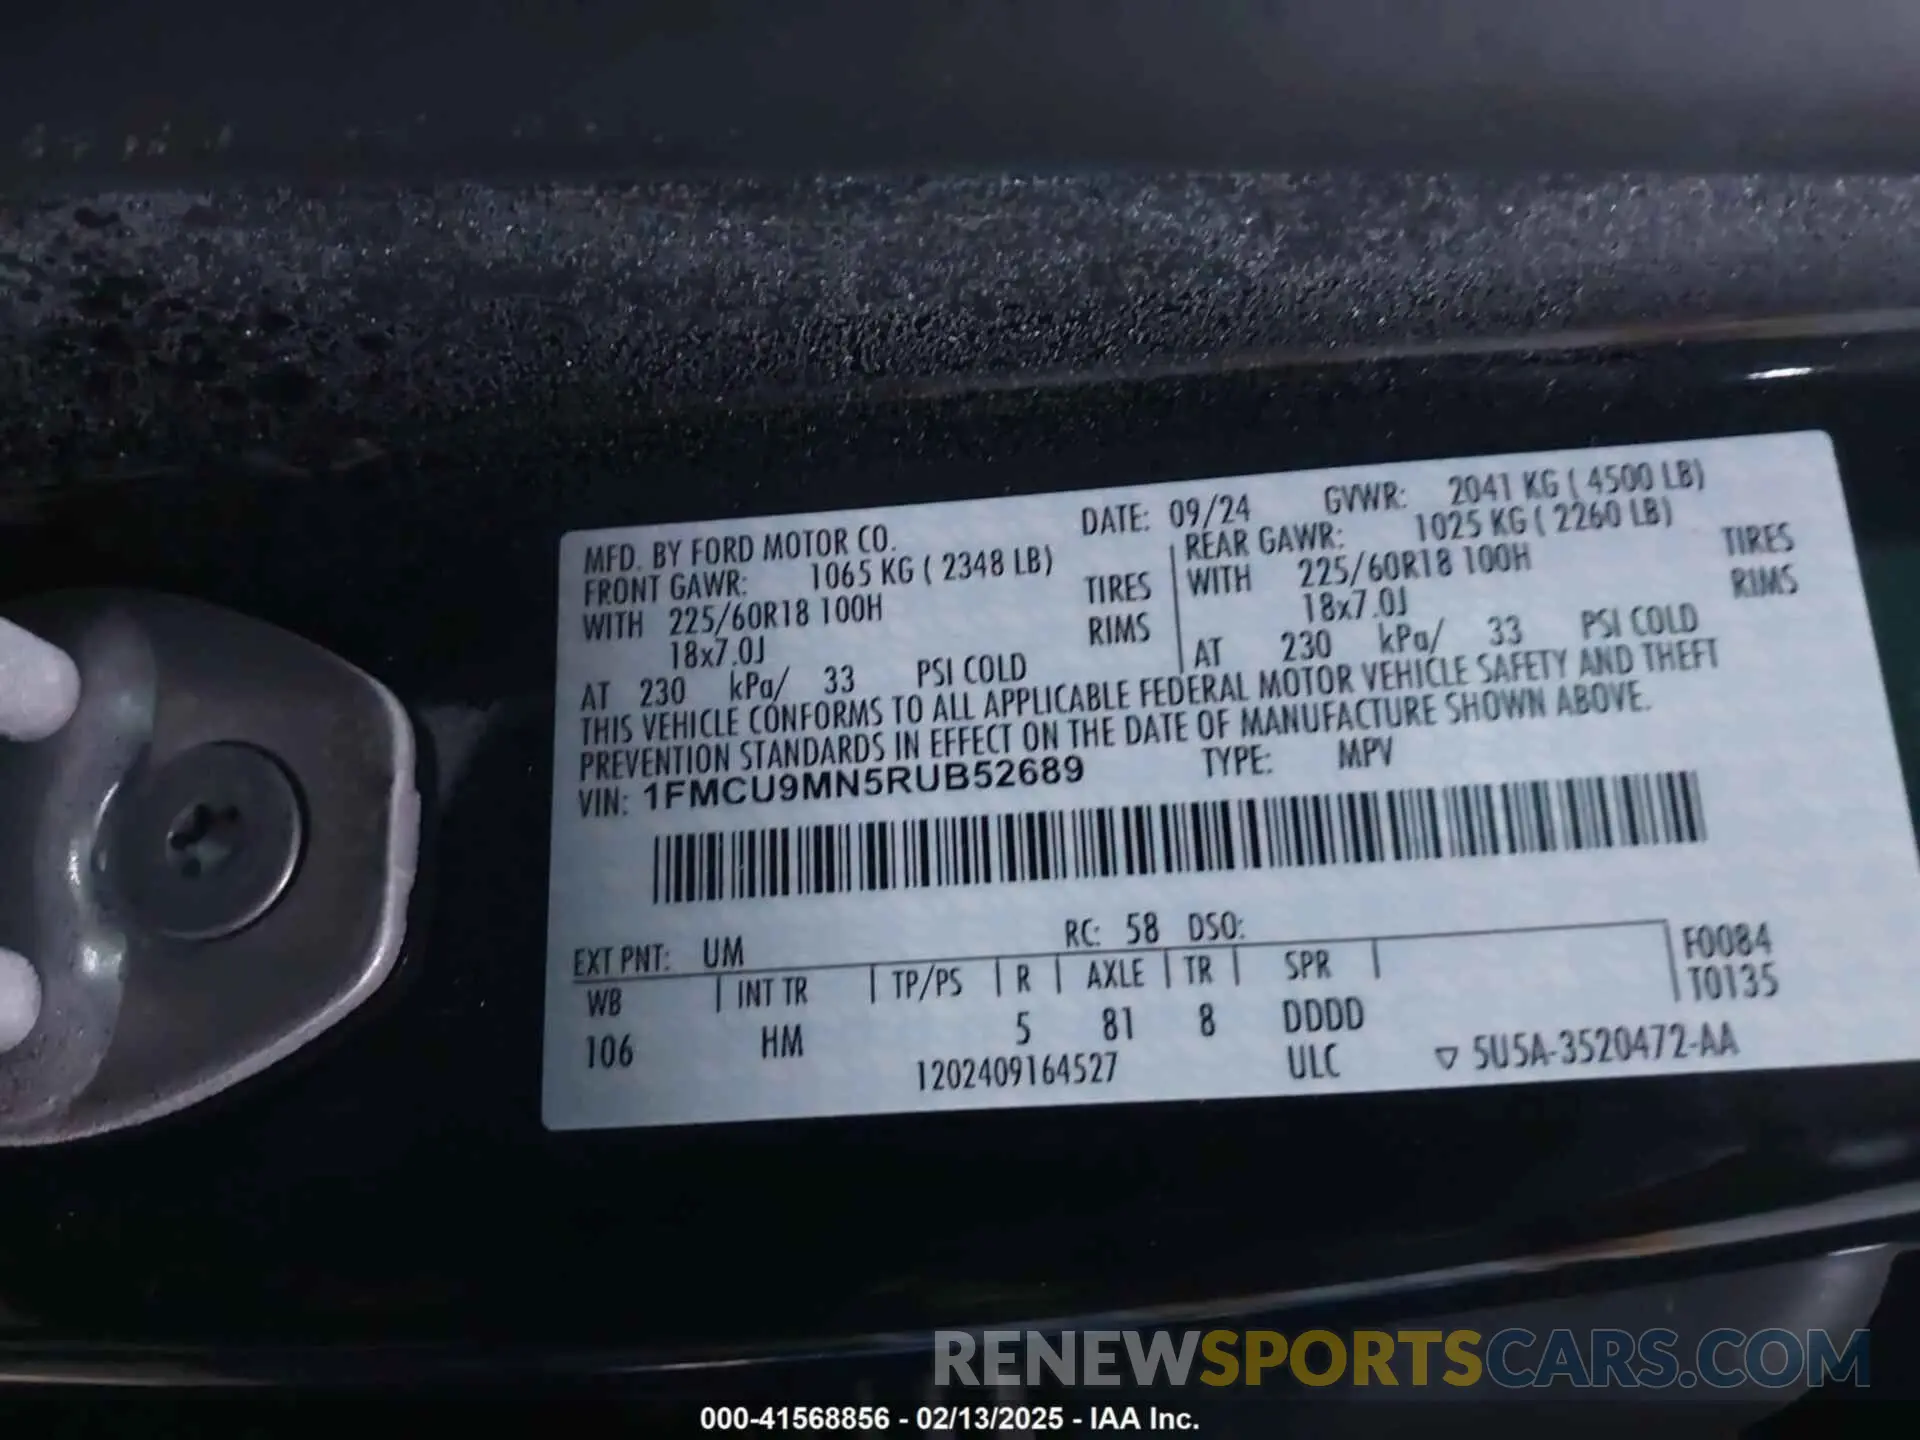 MFD. BY FORD MOTOR CO. DATE: 09/24 GVWR: 2041 KG ( 4500 LB)
FRONT GAWR: 1065 KG ( 2348 LB) REAR GAWR: 1025 KG ( 2260 LB)
WITH 225/60R18 100H TIRES WITH 225/60R18 100H TIRES
18x7.0J RIMS 18x7.0J RIMS
AT 230 kPa/ 33 PSI COLD AT 230 kPa/ 33 PSI COLD
THIS VEHICLE CONFORMS TO ALL APPLICABLE FEDERAL MOTOR VEHICLE SAFETY AND THEFT
PREVENTION STANDARDS IN EFFECT ON THE DATE OF MANUFACTURE SHOWN ABOVE.
VIN: 1FMCU9MN5RUB52689 TYPE: MPV
EXT PNT: UM RC: 58 DSO:
WB | INT TR | TP/PS | R | AXLE | TR | SPR | F0084
106 HM 5 81 8 DDDD T0135
1202409164527 ULC ▽ 5U5A-3520472-AA
RENEWSPORTSCARS.COM
000-41568856 - 02/13/2025 - IAA Inc.